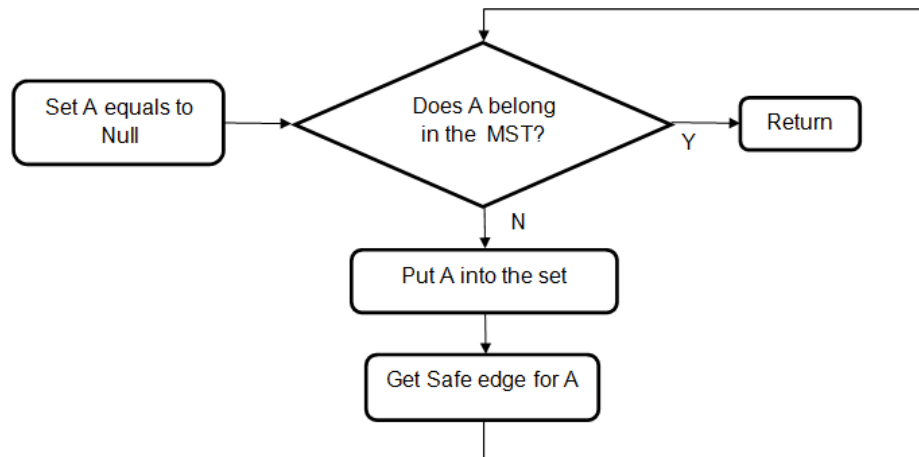 Set A equals to
Null
Does A belong
in the MST?
Y
Return
N
Put A into the set
Get Safe edge for A